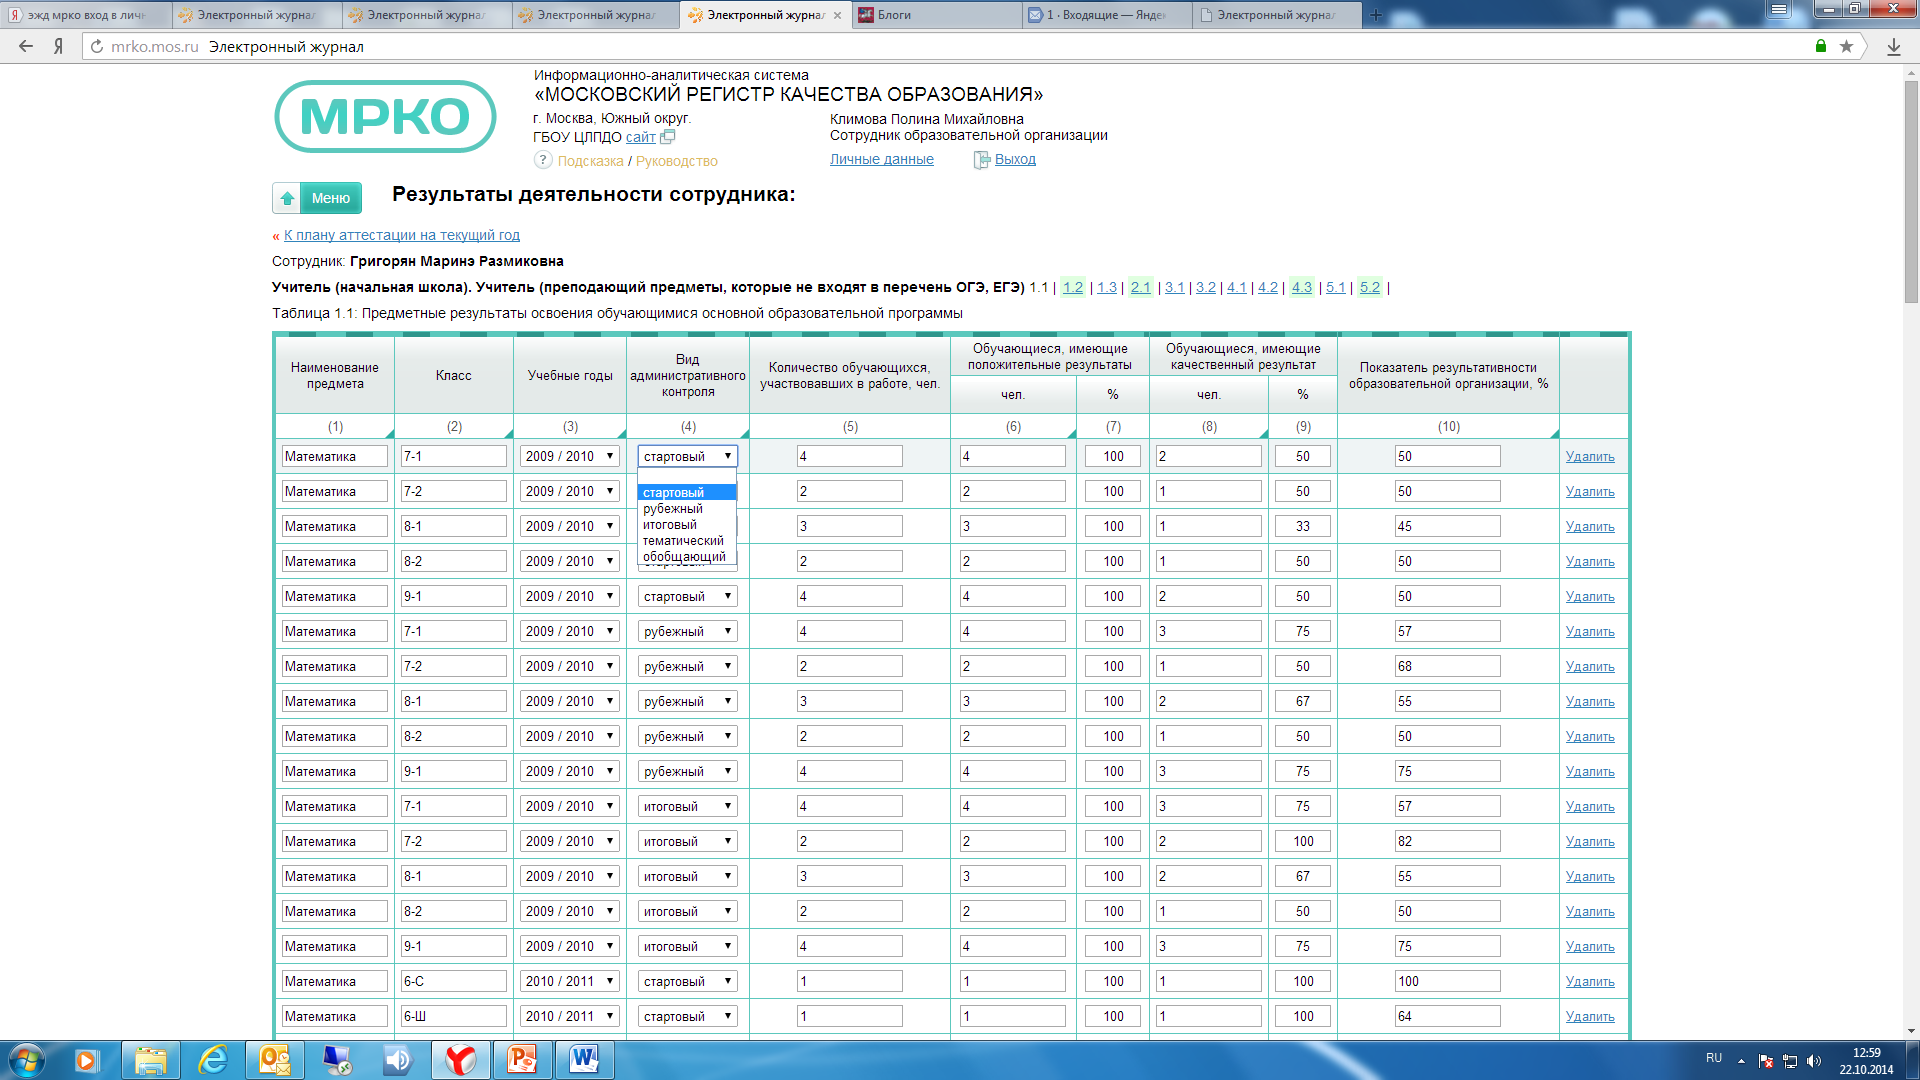 эжд мрко вход в личн
Электронный журнал
Электронный журнал
Электронный журнал
Электронный журнал
Блоги
1 · Входящие — Янде
Электронный журнал
mrko.mos.ru Электронный журнал
МРКО
Информационно-аналитическая система
«МОСКОВСКИЙ РЕГИСТР КАЧЕСТВА ОБРАЗОВАНИЯ»
г. Москва, Южный округ.
ГБОУ ЦЛПДО сайт
? Подсказка / Руководство
Климова Полина Михайловна
Сотрудник образовательной организации
Личные данные Выход
Меню
Результаты деятельности сотрудника:
« К плану аттестации на текущий год
Сотрудник: Григорян Маринэ Размиковна
Учитель (начальная школа). Учитель (преподающий предметы, которые не входят в перечень ОГЭ, ЕГЭ) 1.1 | 1.2 | 1.3 | 2.1 | 3.1 | 3.2 | 4.1 | 4.2 | 4.3 | 5.1 | 5.2 |
Таблица 1.1: Предметные результаты освоения обучающимися основной образовательной программы
Наименование предмета
Класс
Учебные годы
Вид административного контроля
Количество обучающихся, участвовавших в работе, чел.
Обучающиеся, имеющие положительные результаты
чел. %
Обучающиеся, имеющие качественный результат
чел. %
Показатель результативности образовательной организации, %
(1) (2) (3) (4) (5) (6) (7) (8) (9) (10)
Математика 7-1 2009 / 2010 стартовый 4 4 100 2 50 50 Удалить
стартовый
рубежный
итоговый
тематический
обобщающий
Математика 7-2 2009 / 2010 2 2 100 1 50 50 Удалить
Математика 8-1 2009 / 2010 3 3 100 1 33 45 Удалить
Математика 8-2 2009 / 2010 2 2 100 1 50 50 Удалить
Математика 9-1 2009 / 2010 стартовый 4 4 100 2 50 50 Удалить
Математика 7-1 2009 / 2010 рубежный 4 4 100 3 75 57 Удалить
Математика 7-2 2009 / 2010 рубежный 2 2 100 1 50 68 Удалить
Математика 8-1 2009 / 2010 рубежный 3 3 100 2 67 55 Удалить
Математика 8-2 2009 / 2010 рубежный 2 2 100 1 50 50 Удалить
Математика 9-1 2009 / 2010 рубежный 4 4 100 3 75 75 Удалить
Математика 7-1 2009 / 2010 итоговый 4 4 100 3 75 57 Удалить
Математика 7-2 2009 / 2010 итоговый 2 2 100 2 100 82 Удалить
Математика 8-1 2009 / 2010 итоговый 3 3 100 2 67 55 Удалить
Математика 8-2 2009 / 2010 итоговый 2 2 100 1 50 50 Удалить
Математика 9-1 2009 / 2010 итоговый 4 4 100 3 75 75 Удалить
Математика 6-С 2010 / 2011 стартовый 1 1 100 1 100 100 Удалить
Математика 6-Ш 2010 / 2011 стартовый 1 1 100 1 100 64 Удалить
RU
12:59
22.10.2014